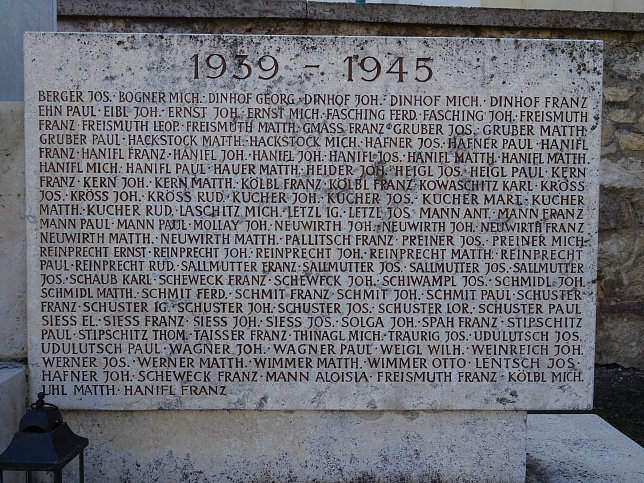 1939 - 1945
BERGER JOS. · BOGNER MICH. · DINHOF GEORG · DINHOF JOH. · DINHOF MICH. · DINHOF FRANZ
EHN PAUL · EIBL JOH. · ERNST JOH. · ERNST MICH. · FASCHING FERD. · FASCHING JOH. · FREISMUTH
FRANZ · FREISMUTH LEOP. · FREISMUTH MATTH. · GMASS FRANZ · GRUBER JOS. · GRUBER MATTH.
GRUBER PAUL · HACKSTOCK MATTH. · HACKSTOCK MICH. · HAFNER JOS. · HAFNER PAUL · HANIFL
FRANZ · HANIFL FRANZ · HANIFL JOH. · HANIFL JOH. · HANIFL JOS. · HANIFL MATTH. · HANIFL MATTH.
HANIFL MICH. · HANIFL PAUL · HAUER MATTH. · HEIDER JOH. · HEIGL JOS. · HEIGL PAUL · KERN
FRANZ · KERN JOH. · KERN MATTH. · KÖLBL FRANZ · KÖLBL FRANZ · KOWASCHITZ KARL · KRÖSS
JOS. · KRÖSS JOH. · KRÖSS RUD. · KUCHER JOH. · KUCHER JOS. · KUCHER MART. · KUCHER
MATTH. · KUCHER RUD. · LASCHITZ MICH. · LETZL IG. · LETZL JOS. · MANN ANT. · MANN FRANZ
MANN PAUL · MANN PAUL · MOLLAY JOH. · NEUWIRTH JOH. · NEUWIRTH JOH. · NEUWIRTH FRANZ
NEUWIRTH MATTH. · NEUWIRTH MATTH. · PALLITSCH FRANZ · PREINER JOS. · PREINER MICH.
REINPRECHT ERNST · REINPRECHT JOH. · REINPRECHT JOH. · REINPRECHT MATTH. · REINPRECHT
PAUL · REINPRECHT RUD. · SALLMUTTER FRANZ · SALLMUTTER JOS. · SALLMUTTER JOS. · SALLMUTTER
JOS. · SCHAUB KARL · SCHEWECK FRANZ · SCHEWECK JOH. · SCHIWAMPL JOS. · SCHMIDL JOH.
SCHMIDL MATTH. · SCHMIT FERD. · SCHMIT FRANZ · SCHMIT JOH. · SCHMIT PAUL · SCHUSTER
FRANZ · SCHUSTER IG. · SCHUSTER JOH. · SCHUSTER JOS. · SCHUSTER LOR. · SCHUSTER PAUL
SIESS EL. · SIESS FRANZ · SIESS JOH. · SIESS JOS. · SOLGA JOH. · SPAH FRANZ · STIPSCHITZ
PAUL · STIPSCHITZ THOM. · TAISSER FRANZ · THINAGL MICH. · TRAURIG JOS. · UDULUTSCH JOS.
UDULUTSCH PAUL · WAGNER JOH. · WAGNER PAUL · WEIGL WILH. · WEINREICH JOH.
WERNER JOS. · WERNER MATTH. · WIMMER MATTH. · WIMMER OTTO · LENTSCH JOS.
HAFNER JOH. · SCHEWECK FRANZ · MANN ALOISIA · FREISMUTH FRANZ · KÖLBL MICH.
UHL MATTH. · HANIFL FRANZ